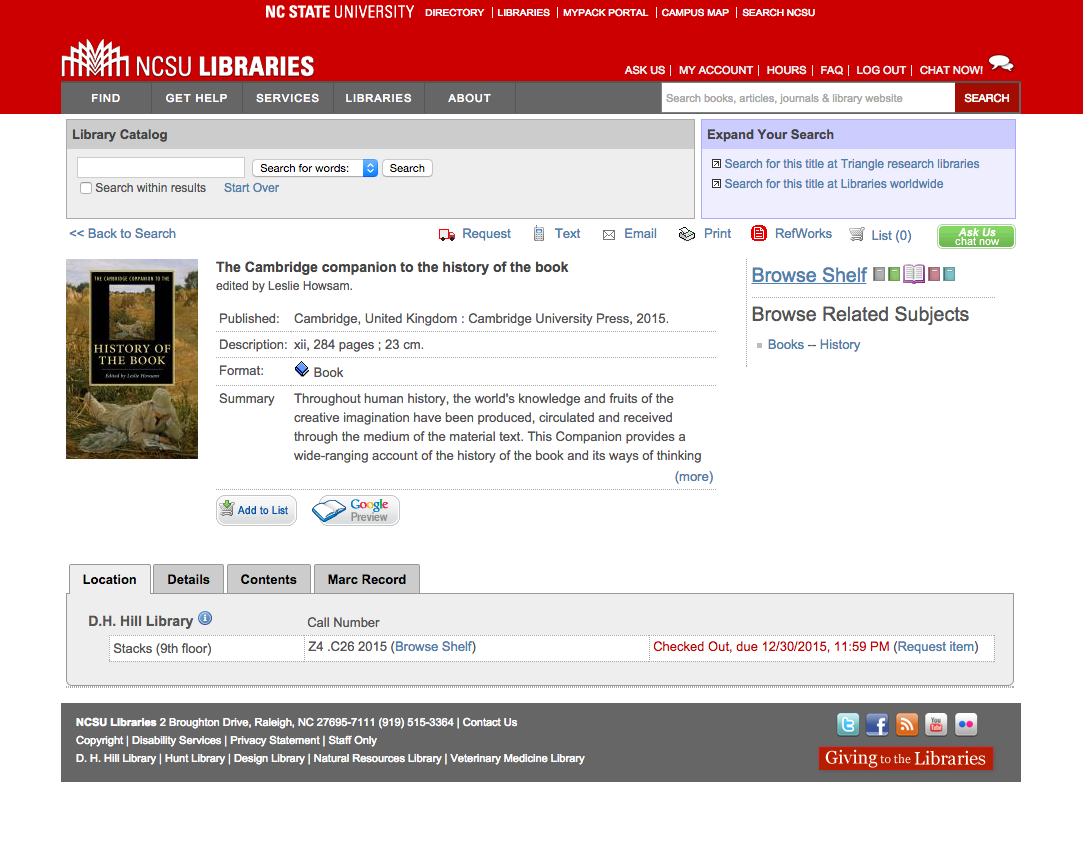 NC STATE UNIVERSITY DIRECTORY | LIBRARIES | MYPACK PORTAL | CAMPUS MAP | SEARCH NCSU
NCSU LIBRARIES
ASK US | MY ACCOUNT | HOURS | FAQ | LOG OUT | CHAT NOW!
FIND GET HELP SERVICES LIBRARIES ABOUT Search books, articles, journals & library website SEARCH
Library Catalog
Search for words: Search
Search within results Start Over
Expand Your Search
Search for this title at Triangle research libraries
Search for this title at Libraries worldwide
<< Back to Search Request Text Email Print RefWorks List (0) Ask Us
chat now
THE CAMBRIDGE COMPANION TO THE
HISTORY OF
THE BOOK
Edited by Leslie Howsam
The Cambridge companion to the history of the book
edited by Leslie Howsam.
Published: Cambridge, United Kingdom : Cambridge University Press, 2015.
Description: xii, 284 pages ; 23 cm.
Format: Book
Summary Throughout human history, the world's knowledge and fruits of the
creative imagination have been produced, circulated and received
through the medium of the material text. This Companion provides a
wide-ranging account of the history of the book and its ways of thinking
(more)
Add to List Google
Preview
Browse Shelf
Browse Related Subjects
Books -- History
Location Details Contents Marc Record
D.H. Hill Library Call Number
Stacks (9th floor) Z4 .C26 2015 (Browse Shelf) Checked Out, due 12/30/2015, 11:59 PM (Request item)
NCSU Libraries 2 Broughton Drive, Raleigh, NC 27695-7111 (919) 515-3364 | Contact Us
Copyright | Disability Services | Privacy Statement | Staff Only
D. H. Hill Library | Hunt Library | Design Library | Natural Resources Library | Veterinary Medicine Library
You
Tube
Giving to the Libraries